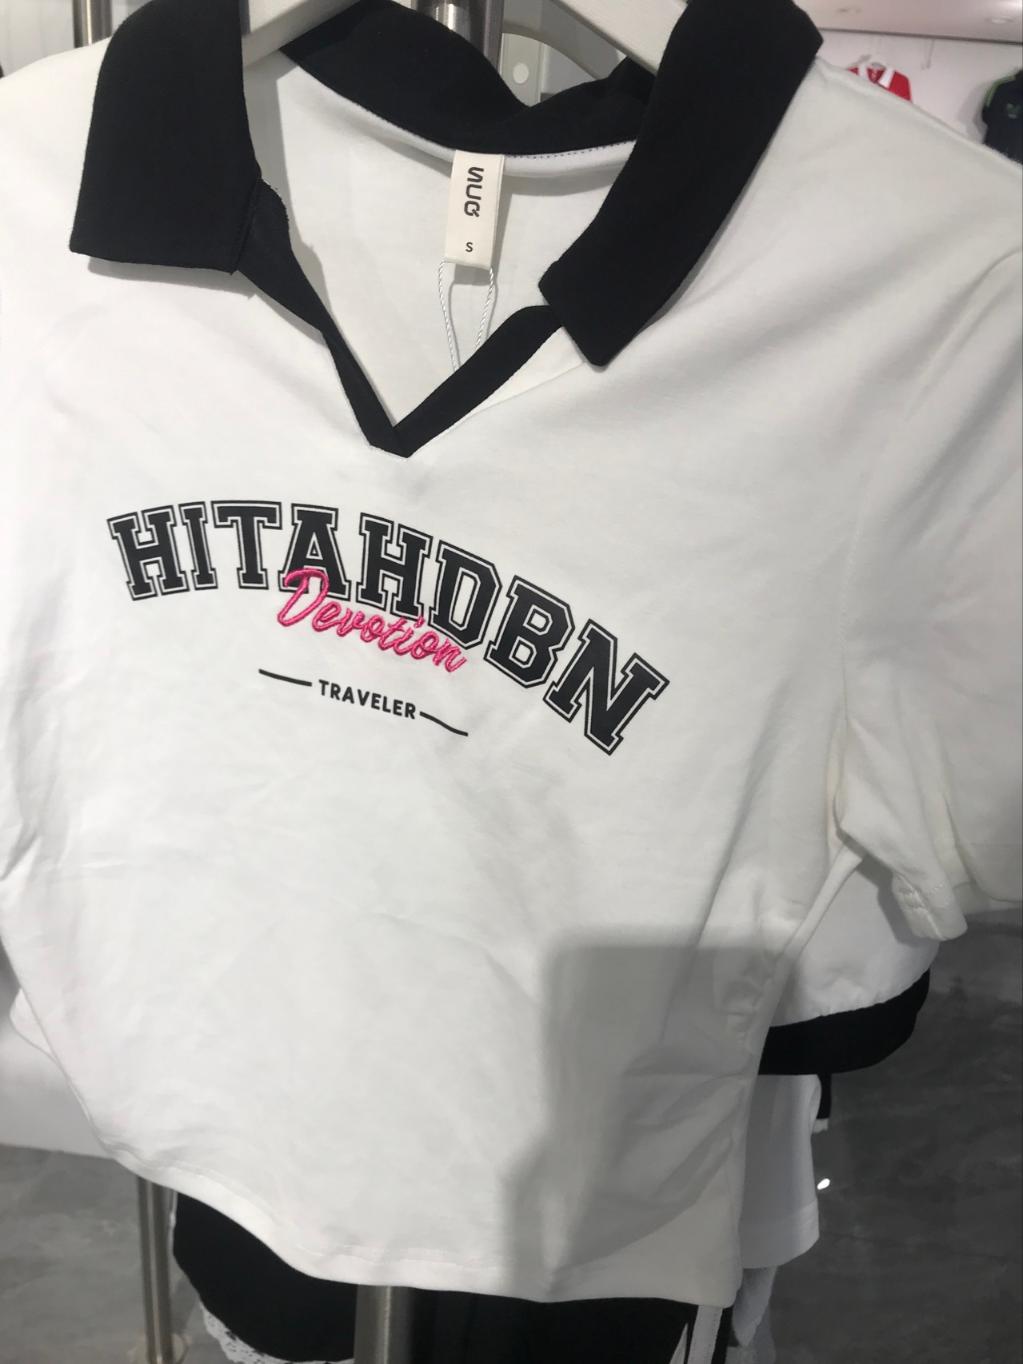 SUQ
S
HITAHDBN
Devotion
TRAVELER